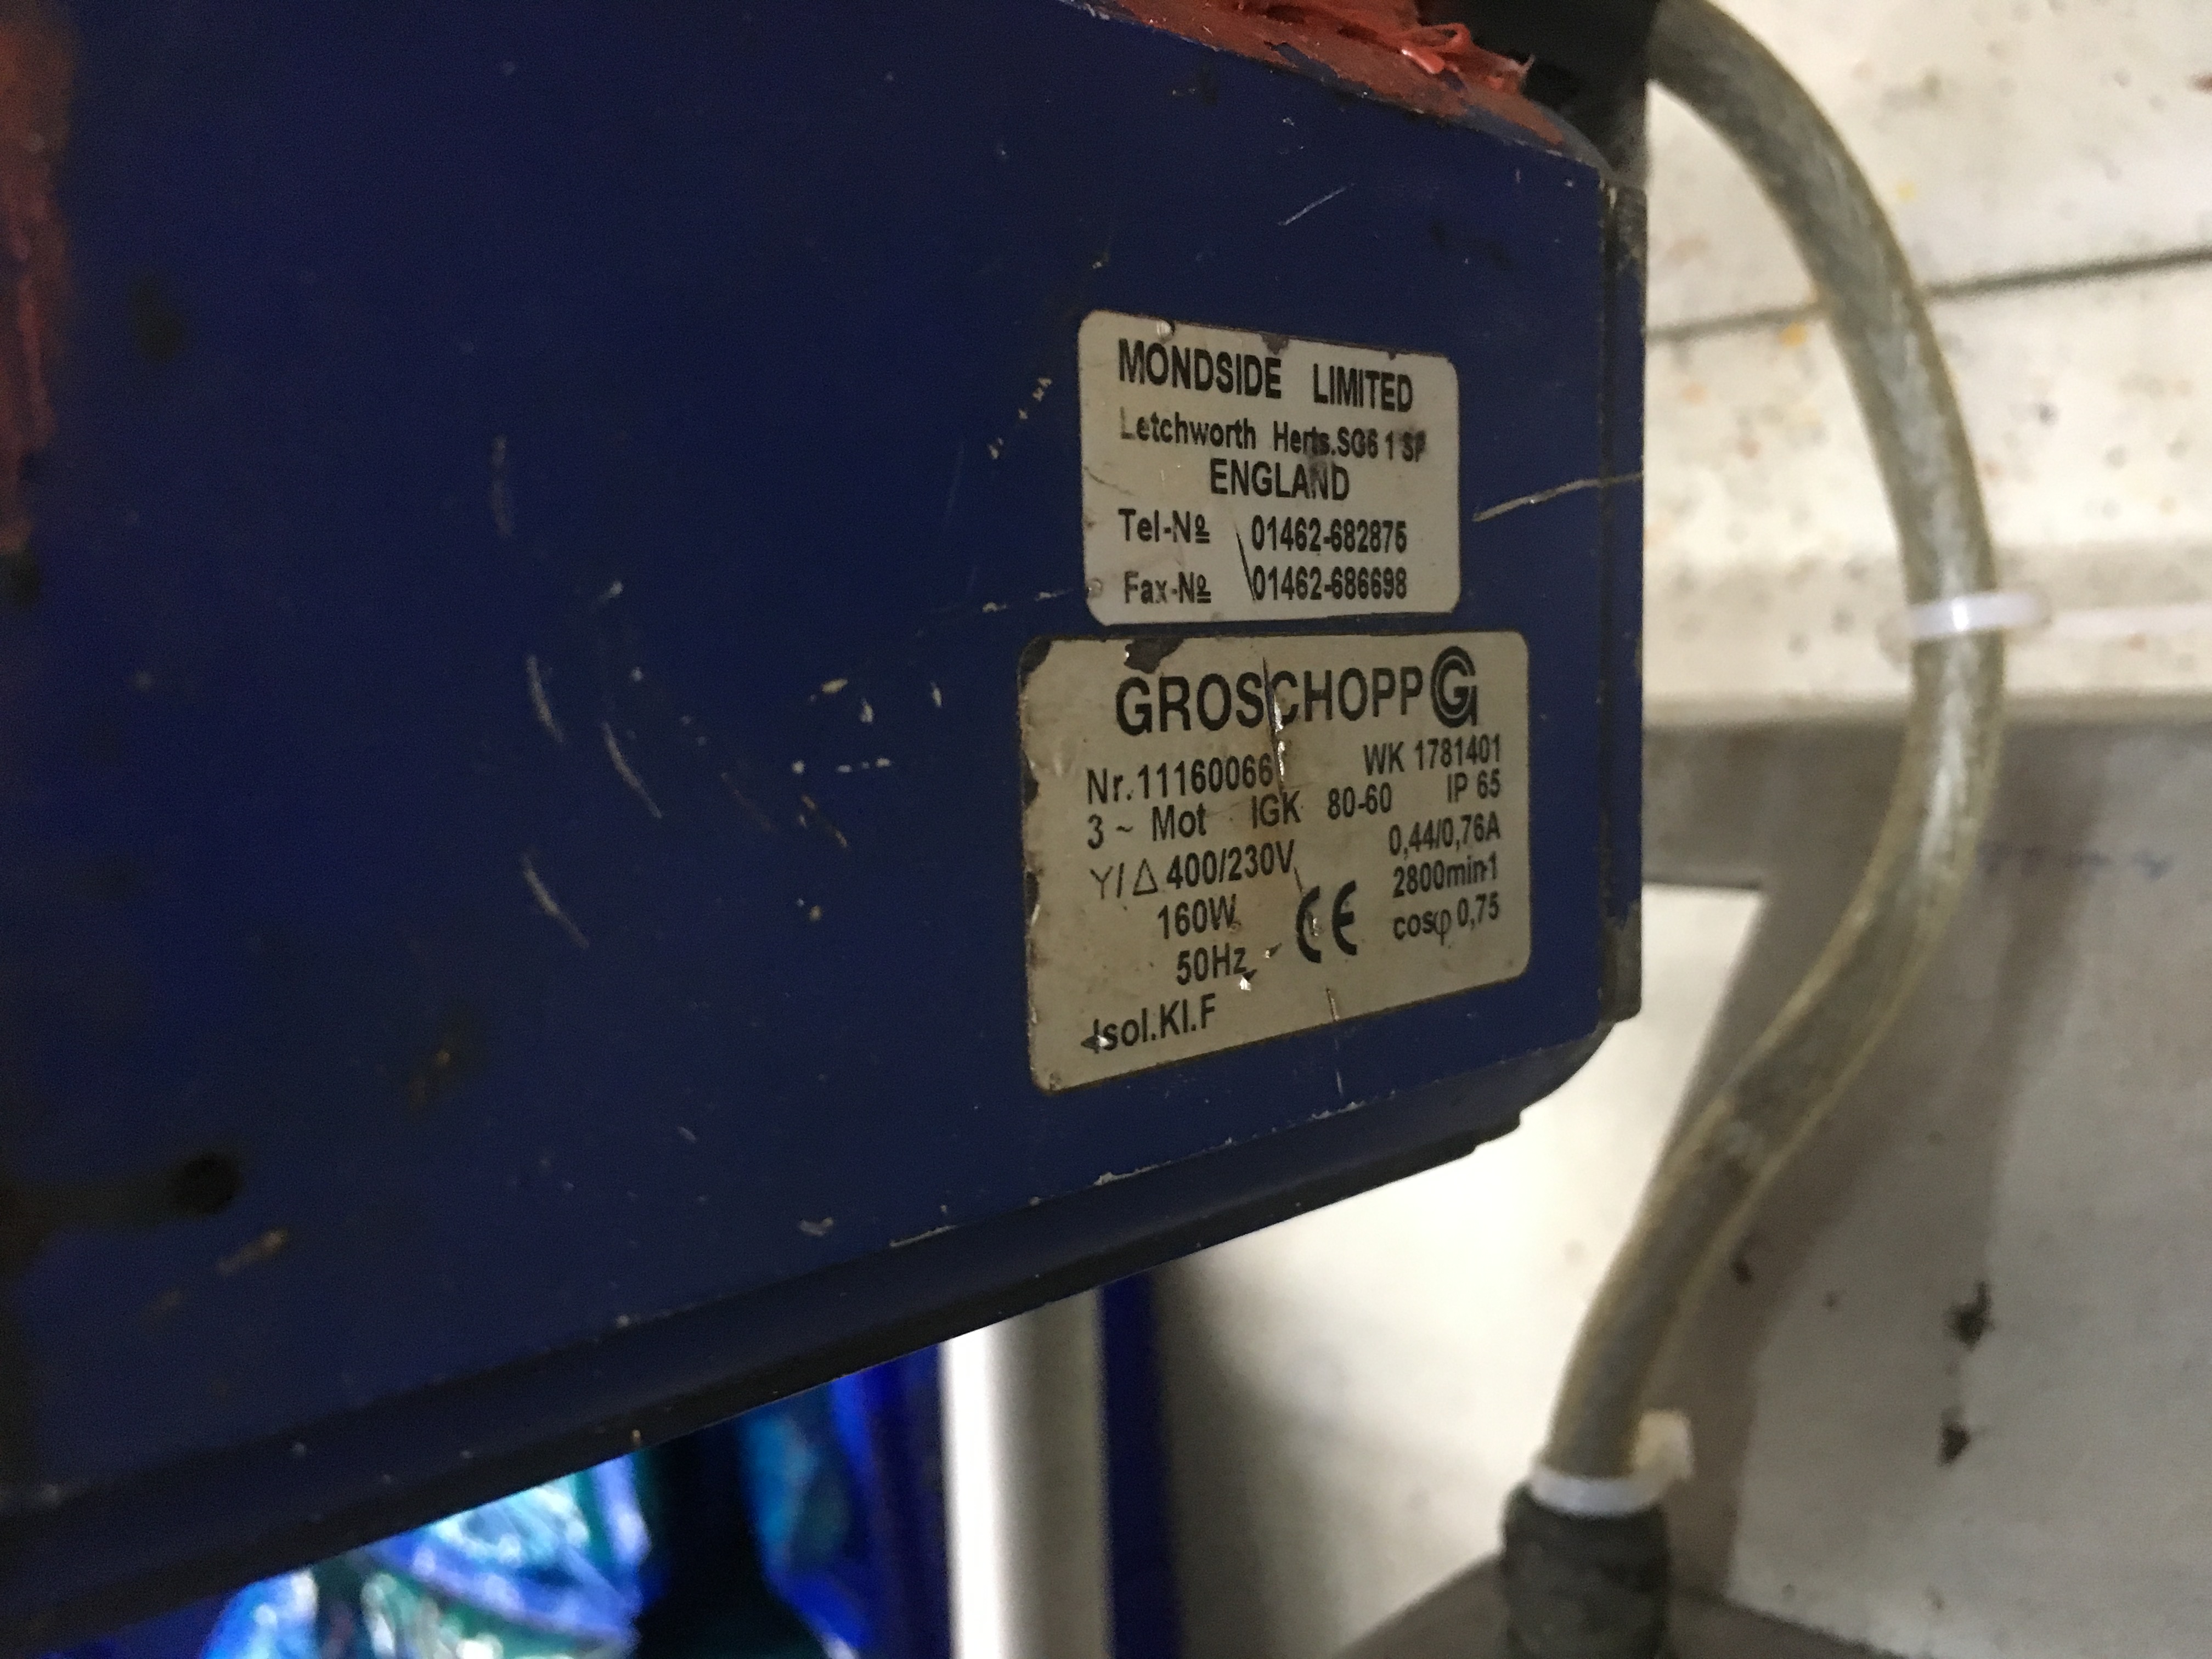 MONDSIDE LIMITED
Letchworth Herts.SG6 1
ENGLAND
Tel-Nº 01462-682875
Fax-Nº 01462-686698
GROSCHOPP G
Nr.11160066 WK 1781401
3 ~ Mot IGK 80-60 IP 65
Y/Δ 400/230V 0,44/0,76A
160W 2800min-1
50Hz CE cosφ 0,75
Isol.Kl.F